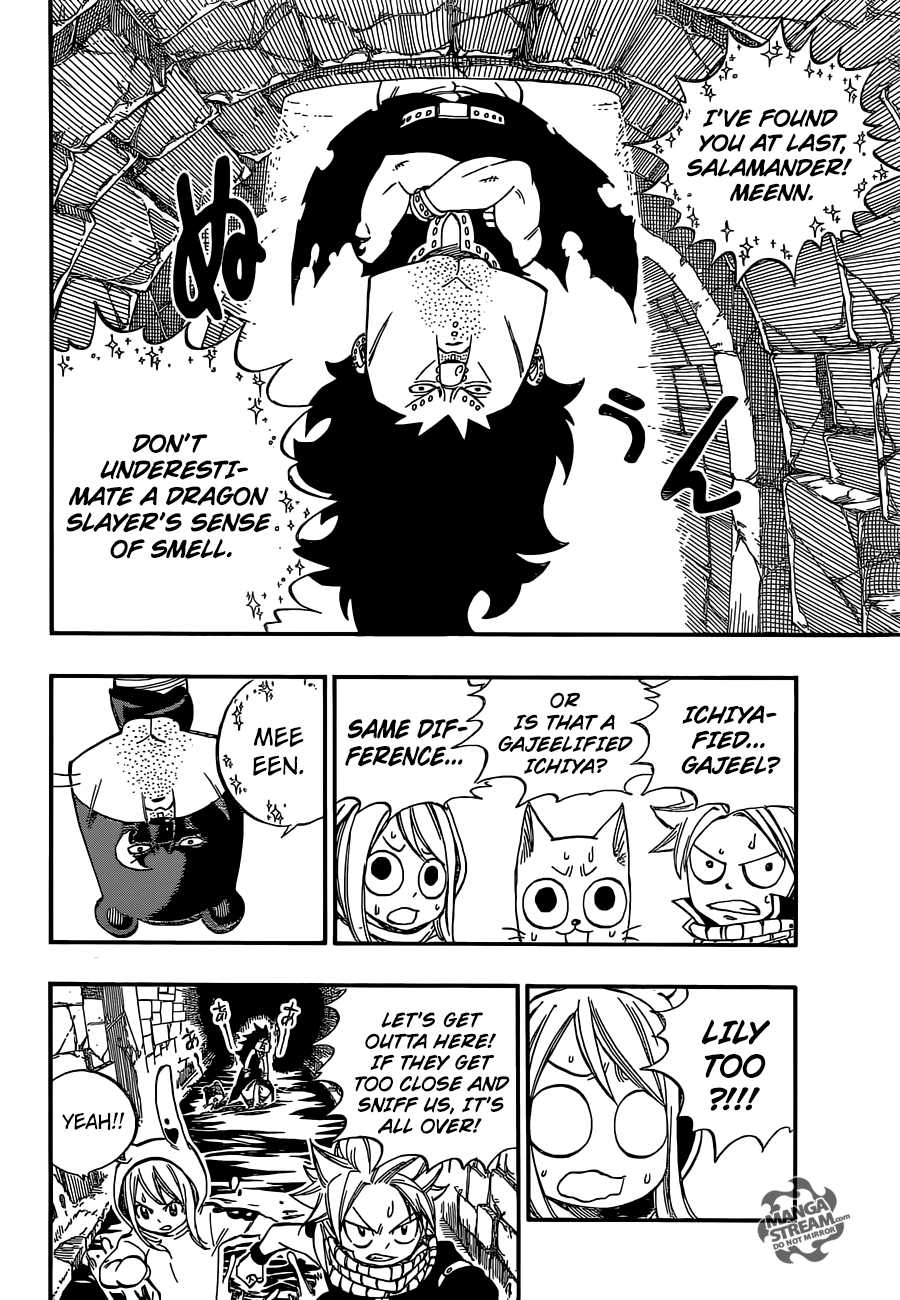 I'VE FOUND
YOU AT LAST,
SALAMANDER!
MEENN.
ぬ
ぅ
ん
DON'T
UNDERESTI-
MATE A DRAGON
SLAYER'S SENSE
OF SMELL.
ICHIYA-
FIED...
GAJEEL?
OR
IS THAT A
GAJEELIFIED
ICHIYA?
SAME DIF-
FERENCE...
MEE
EEN.
LILY
TOO
?!!!
LET'S GET
OUTTA HERE!
IF THEY GET
TOO CLOSE AND
SNIFF US, IT'S
ALL OVER!
YEAH!!
MANGA
STREAM.com
DO NOT MIRROR